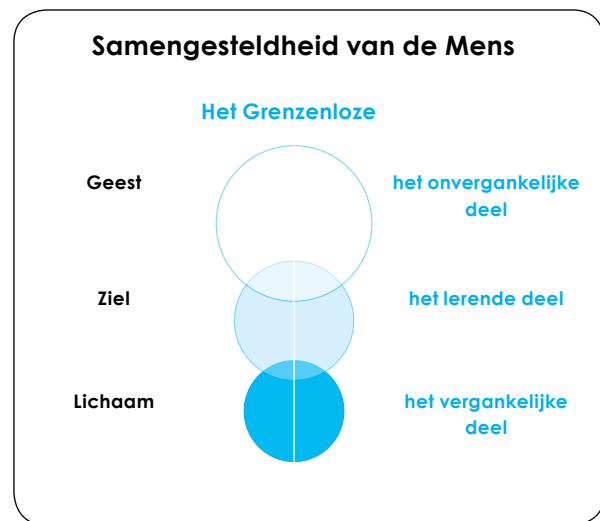 Samengesteldheid van de Mens
Het Grenzenloze
Geest
het onvergankelijke
deel
Ziel
het lerende deel
Lichaam
het vergankelijke
deel